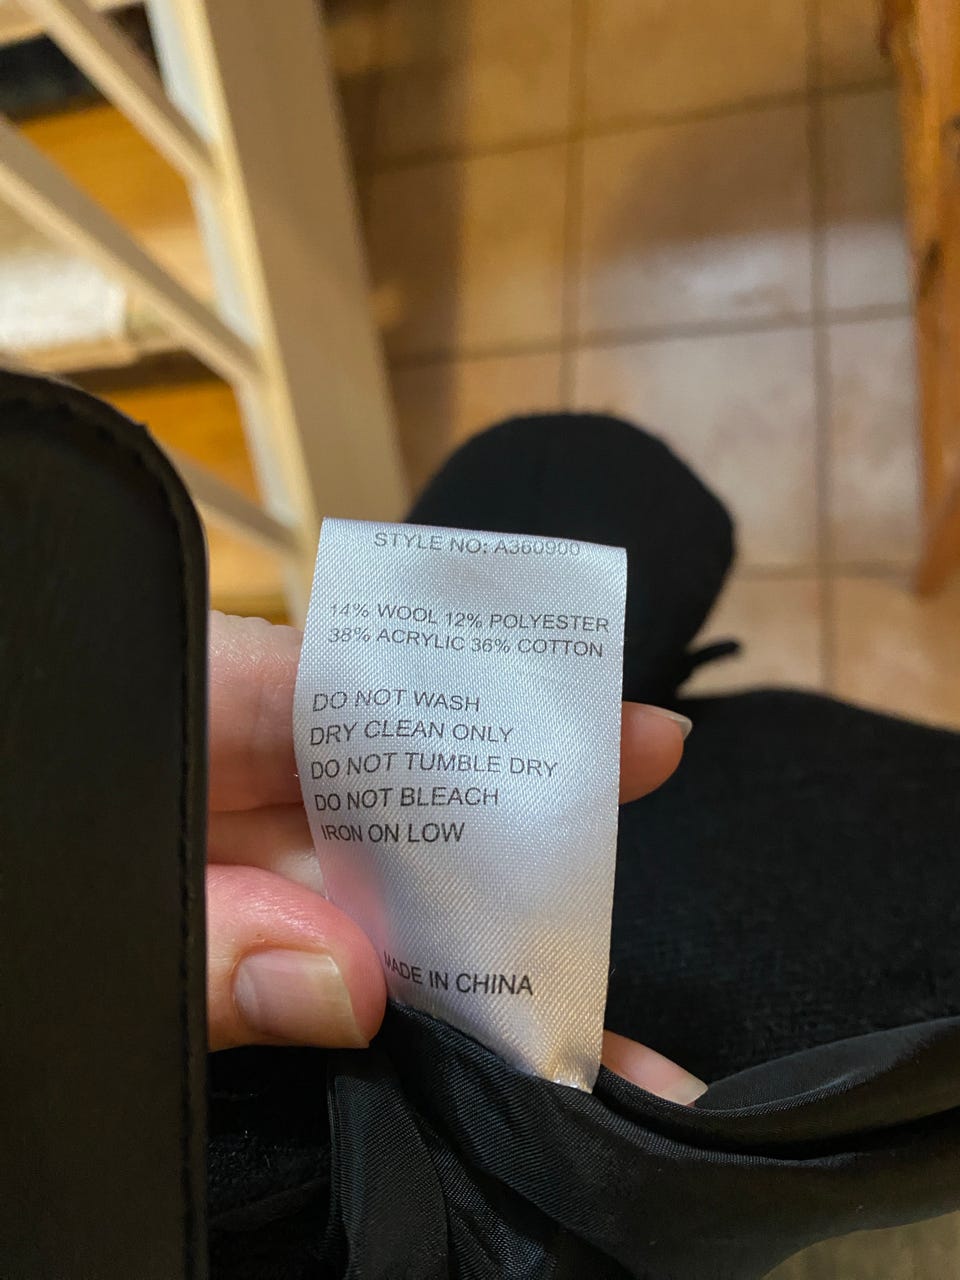 STYLE NO: A360900
14% WOOL 12% POLYESTER
38% ACRYLIC 36% COTTON
DO NOT WASH
DRY CLEAN ONLY
DO NOT TUMBLE DRY
DO NOT BLEACH
IRON ON LOW
MADE IN CHINA